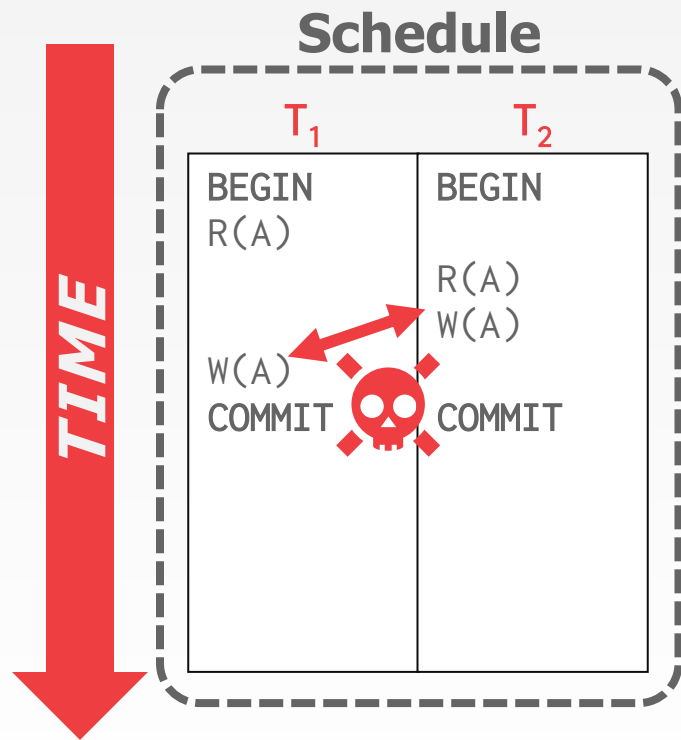 Schedule
T₁ T₂
BEGIN BEGIN
R(A)
R(A)
W(A)
W(A)
COMMIT COMMIT
TIME